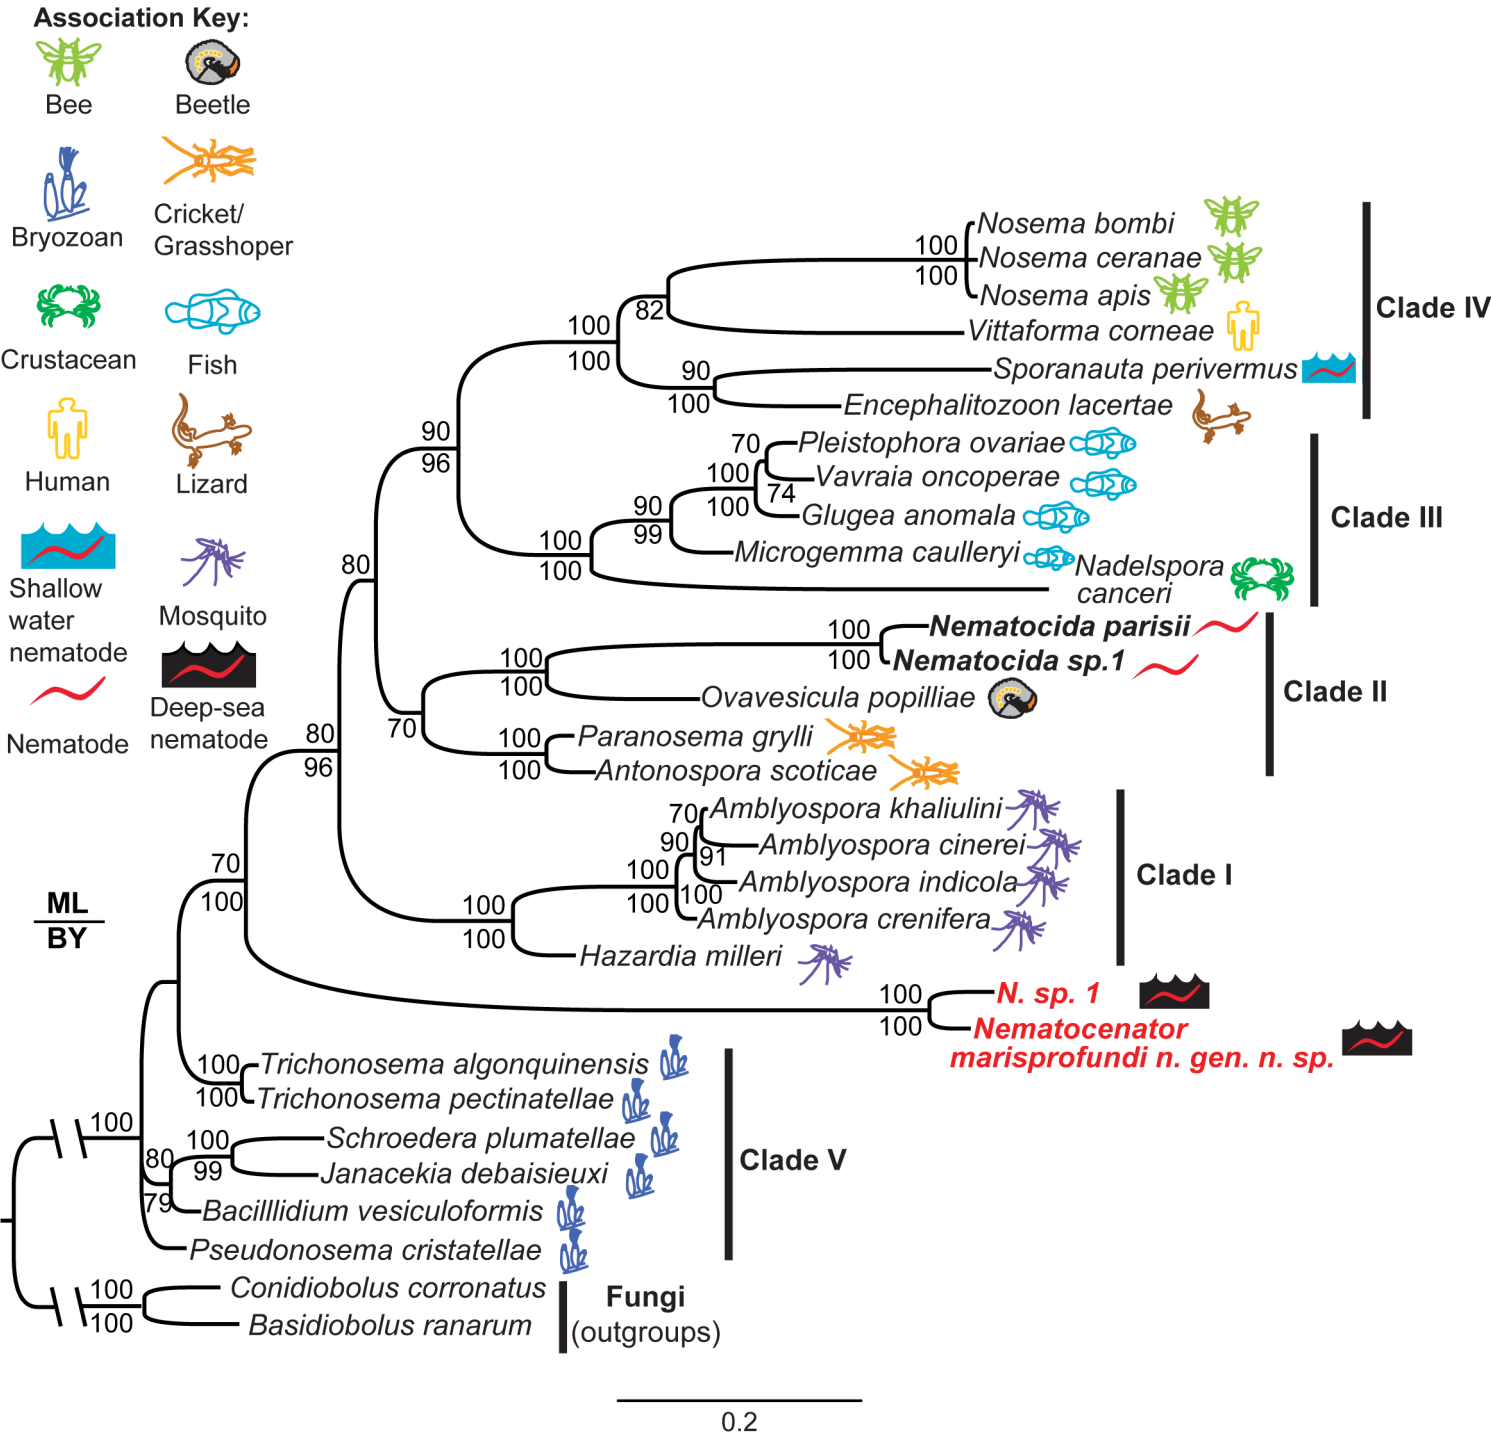 Association Key:
Bee
Beetle
Bryozoan
Cricket/
Grasshoper
Crustacean
Fish
Human
Lizard
Shallow
water
nematode
Mosquito
Nematode
Deep-sea
nematode
ML
BY
100
100
Nosema bombi
Nosema ceranae
Nosema apis
82
Vittaforma corneae
100
100
90
100
Sporanauta perivermus
Encephalitozoon lacertae
Clade IV
90
96
70
Pleistophora ovariae
Vavraia oncoperae
100
100
74
Glugea anomala
90
99
Microgemma caulleryi
100
100
Nadelspora
canceri
Clade III
80
100
100
Nematocida parisii
Nematocida sp.1
100
100
Ovavesicula popilliae
70
100
100
Paranosema grylli
Antonospora scoticae
Clade II
80
96
70
Amblyospora khaliulini
90
91
Amblyospora cinerei
100
100
100
Amblyospora indicola
Amblyospora crenifera
100
100
Hazardia milleri
Clade I
70
100
100
100
N. sp. 1
Nematocenator
marisprofundi n. gen. n. sp.
100
100
Trichonosema algonquinensis
Trichonosema pectinatellae
100
100
99
Schroedera plumatellae
Janacekia debaisieuxi
80
79
Bacilllidium vesiculoformis
Pseudonosema cristatellae
Clade V
100
100
Conidiobolus corronatus
Basidiobolus ranarum
Fungi
(outgroups)
0.2